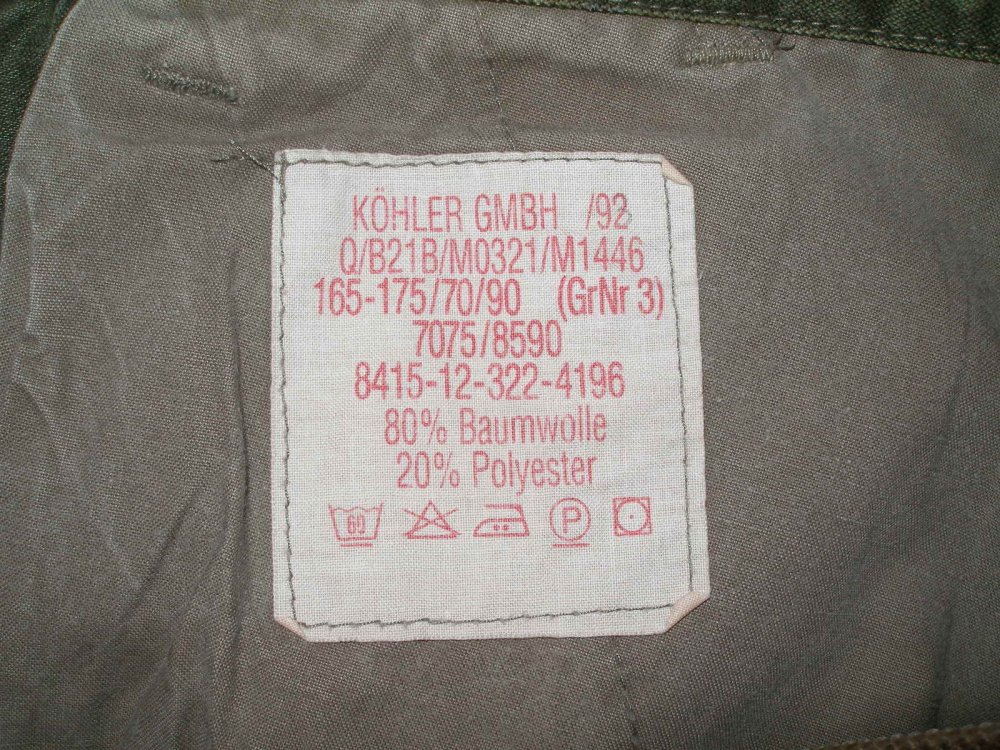 KÖHLER GMBH /92
Q/B21B/M0321/M1446
165-175/70/90 (GrNr 3)
7075/8590
8415-12-322-4196
80% Baumwolle
20% Polyester
60 P